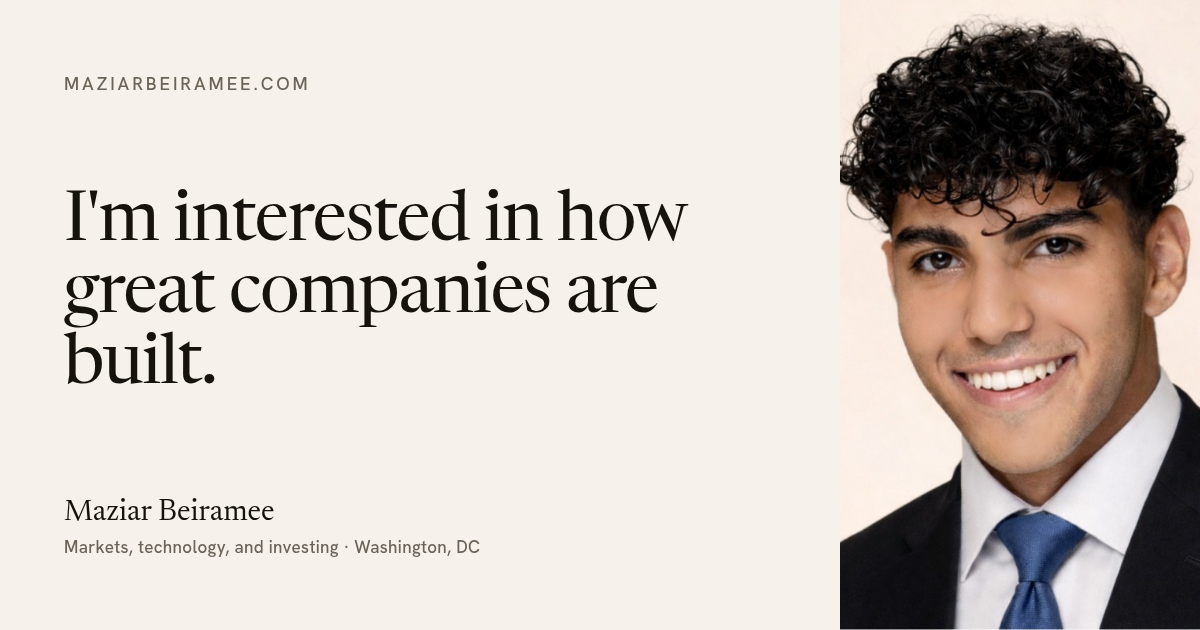 MAZIARBEIRAMEE.COM
I'm interested in how
great companies are
built.
Maziar Beiramee
Markets, technology, and investing · Washington, DC